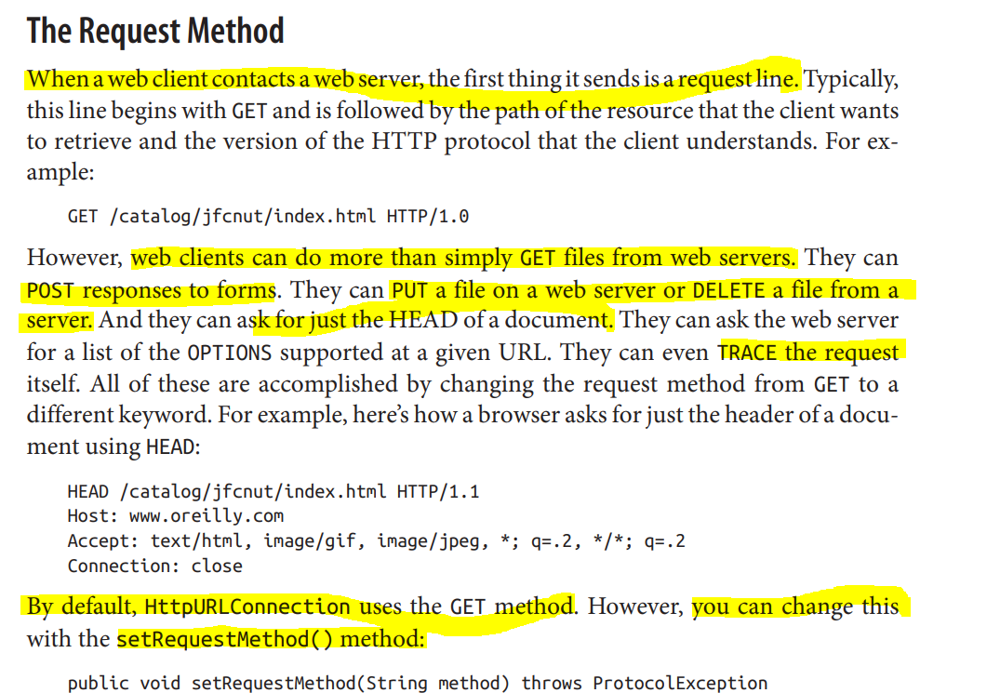 The Request Method
When a web client contacts a web server, the first thing it sends is a request line. Typically,
this line begins with GET and is followed by the path of the resource that the client wants
to retrieve and the version of the HTTP protocol that the client understands. For ex-
ample:
GET /catalog/jfcnut/index.html HTTP/1.0
However, web clients can do more than simply GET files from web servers. They can
POST responses to forms. They can PUT a file on a web server or DELETE a file from a
server. And they can ask for just the HEAD of a document. They can ask the web server
for a list of the OPTIONS supported at a given URL. They can even TRACE the request
itself. All of these are accomplished by changing the request method from GET to a
different keyword. For example, here’s how a browser asks for just the header of a docu-
ment using HEAD:
HEAD /catalog/jfcnut/index.html HTTP/1.1
Host: www.oreilly.com
Accept: text/html, image/gif, image/jpeg, *; q=.2, */*; q=.2
Connection: close
By default, HttpURLConnection uses the GET method. However, you can change this
with the setRequestMethod() method:
public void setRequestMethod(String method) throws ProtocolException